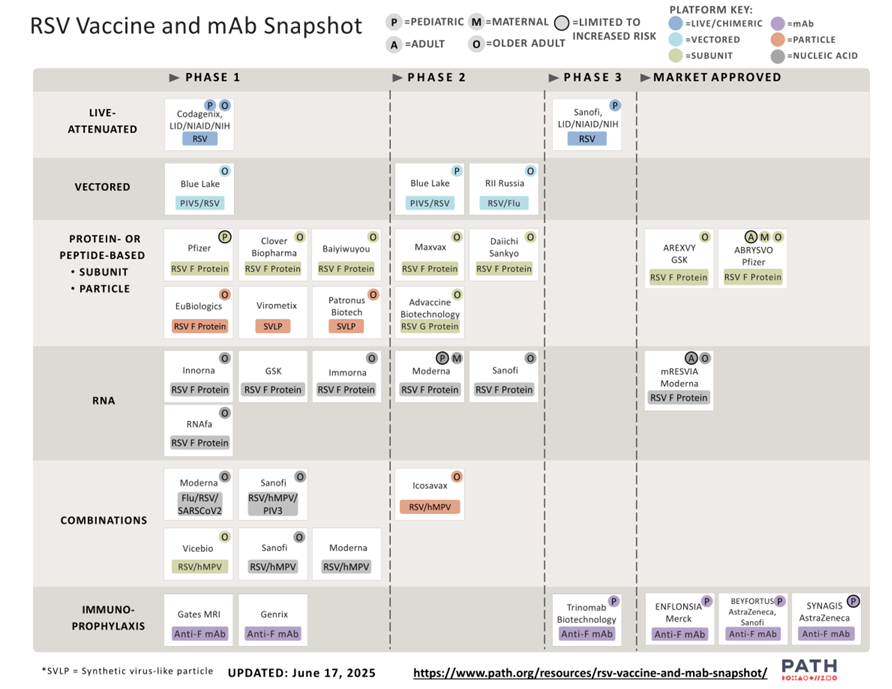 RSV Vaccine and mAb Snapshot
P =PEDIATRIC M =MATERNAL =LIMITED TO
INCREASED RISK
A =ADULT O =OLDER ADULT
PLATFORM KEY:
=LIVE/CHIMERIC =mAb
=VECTORED =PARTICLE
=SUBUNIT =NUCLEIC ACID
PHASE 1 PHASE 2 PHASE 3 MARKET APPROVED
LIVE-
ATTENUATED
P O
Codagenix,
LID/NIAID/NIH
RSV
P
Sanofi,
LID/NIAID/NIH
RSV
VECTORED
O
Blue Lake
PIV5/RSV
P
Blue Lake
PIV5/RSV
O
RII Russia
RSV/Flu
PROTEIN- OR
PEPTIDE-BASED
• SUBUNIT
• PARTICLE
P
Pfizer
RSV F Protein
O
Clover
Biopharma
RSV F Protein
O
Baiyiwuyou
RSV F Protein
O
Maxvax
RSV F Protein
O
Daiichi
Sankyo
RSV F Protein
O
AREXVY
GSK
RSV F Protein
A M O
ABRYSVO
Pfizer
RSV F Protein
O
EuBiologics
RSV F Protein
Virometix
SVLP
O
Patronus
Biotech
SVLP
O
Advaccine
Biotechnology
RSV G Protein
RNA
O
Innorna
RSV F Protein
GSK
RSV F Protein
O
Immorna
RSV F Protein
P M
Moderna
RSV F Protein
O
Sanofi
RSV F Protein
A O
mRESVIA
Moderna
RSV F Protein
O
RNAfa
RSV F Protein
COMBINATIONS
O
Moderna
Flu/RSV/
SARSCoV2
O
Sanofi
RSV/hMPV/
PIV3
O
Icosavax
RSV/hMPV
O
Vicebio
RSV/hMPV
O
Sanofi
RSV/hMPV
Moderna
RSV/hMPV
IMMUNO-
PROPHYLAXIS
Gates MRI
Anti-F mAb
Genrix
Anti-F mAb
P
Trinomab
Biotechnology
Anti-F mAb
P
ENFLONSIA
Merck
Anti-F mAb
P
BEYFORTUS
AstraZeneca,
Sanofi
Anti-F mAb
P
SYNAGIS
AstraZeneca
Anti-F mAb
*SVLP = Synthetic virus-like particle UPDATED: June 17, 2025 https://www.path.org/resources/rsv-vaccine-and-mab-snapshot/ PATH